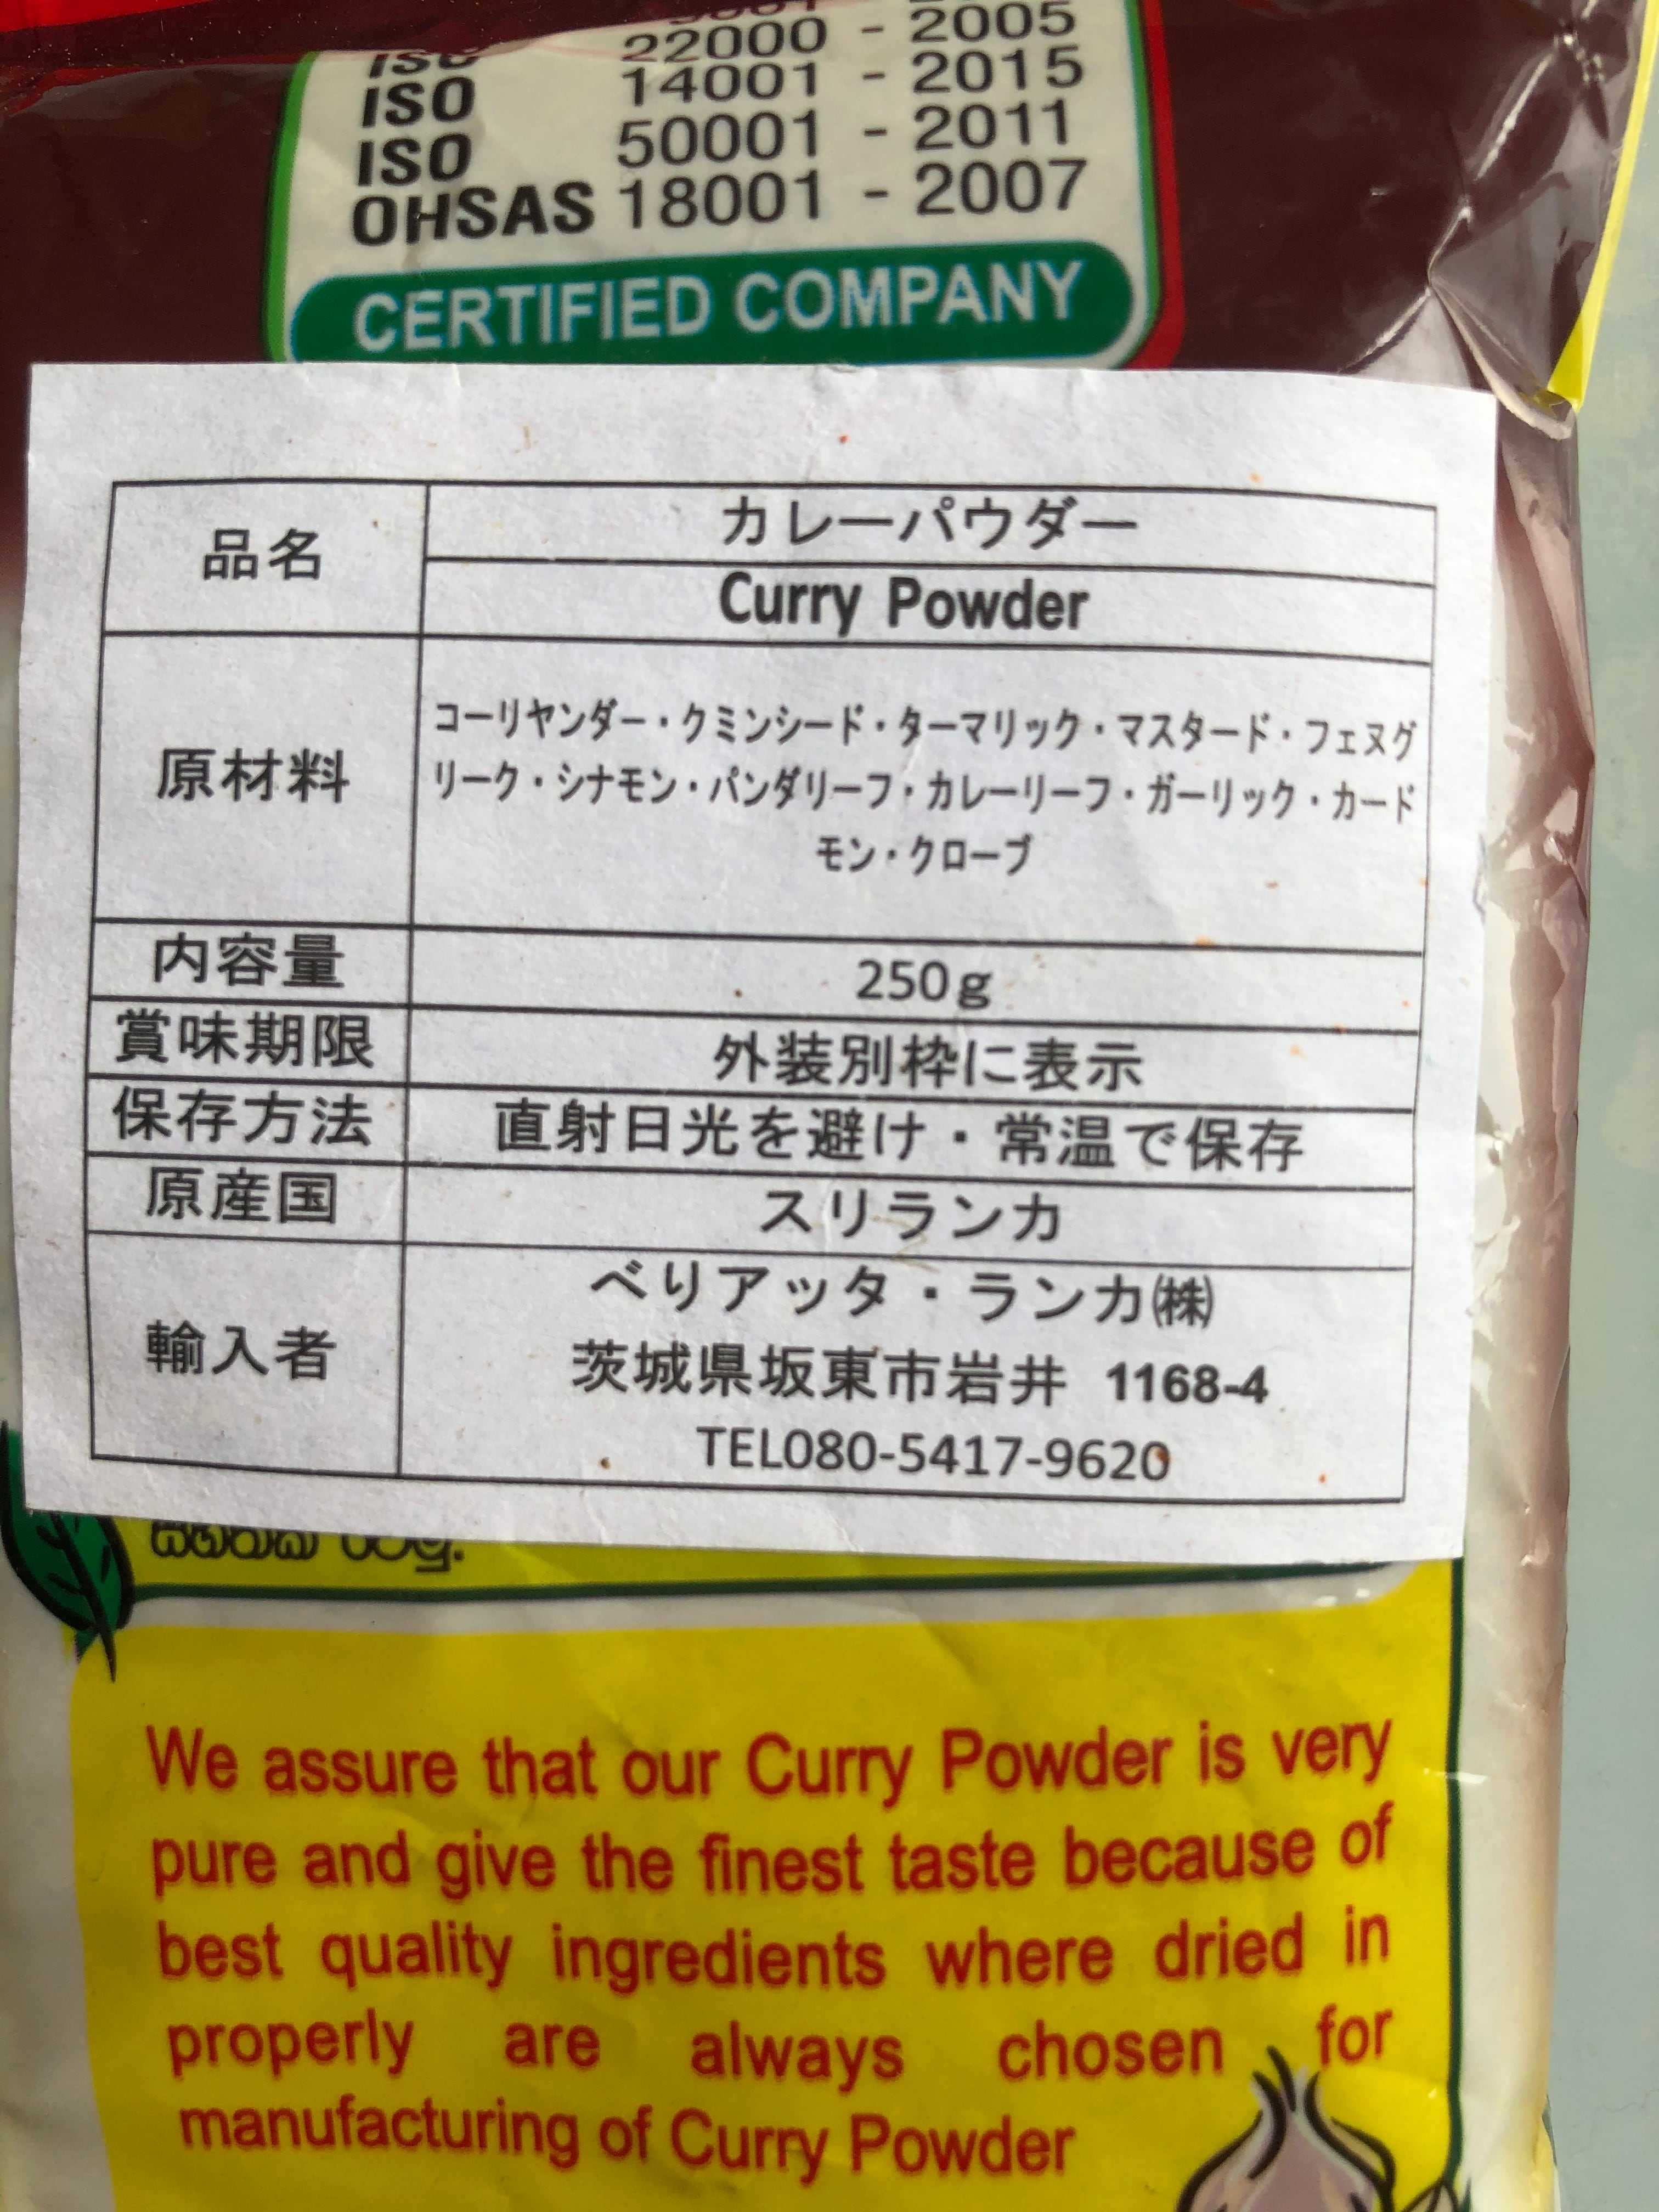 ISO 22000 - 2005
ISO 14001 - 2015
ISO 50001 - 2011
OHSAS 18001 - 2007
CERTIFIED COMPANY
品名
カレーパウダー
Curry Powder
原材料
コーリヤンダー・クミンシード・ターマリック・マスタード・フェヌグ
リーク・シナモン・パンダリーフ・カレーリーフ・ガーリック・カード
モン・クローブ
内容量 250g
賞味期限 外装別枠に表示
保存方法 直射日光を避け・常温で保存
原産国 スリランカ
輸入者
べりアッタ・ランカ㈱
茨城県坂東市岩井 1168-4
TEL080-5417-9620
We assure that our Curry Powder is very
pure and give the finest taste because of
best quality ingredients where dried in
properly are always chosen for
manufacturing of Curry Powder